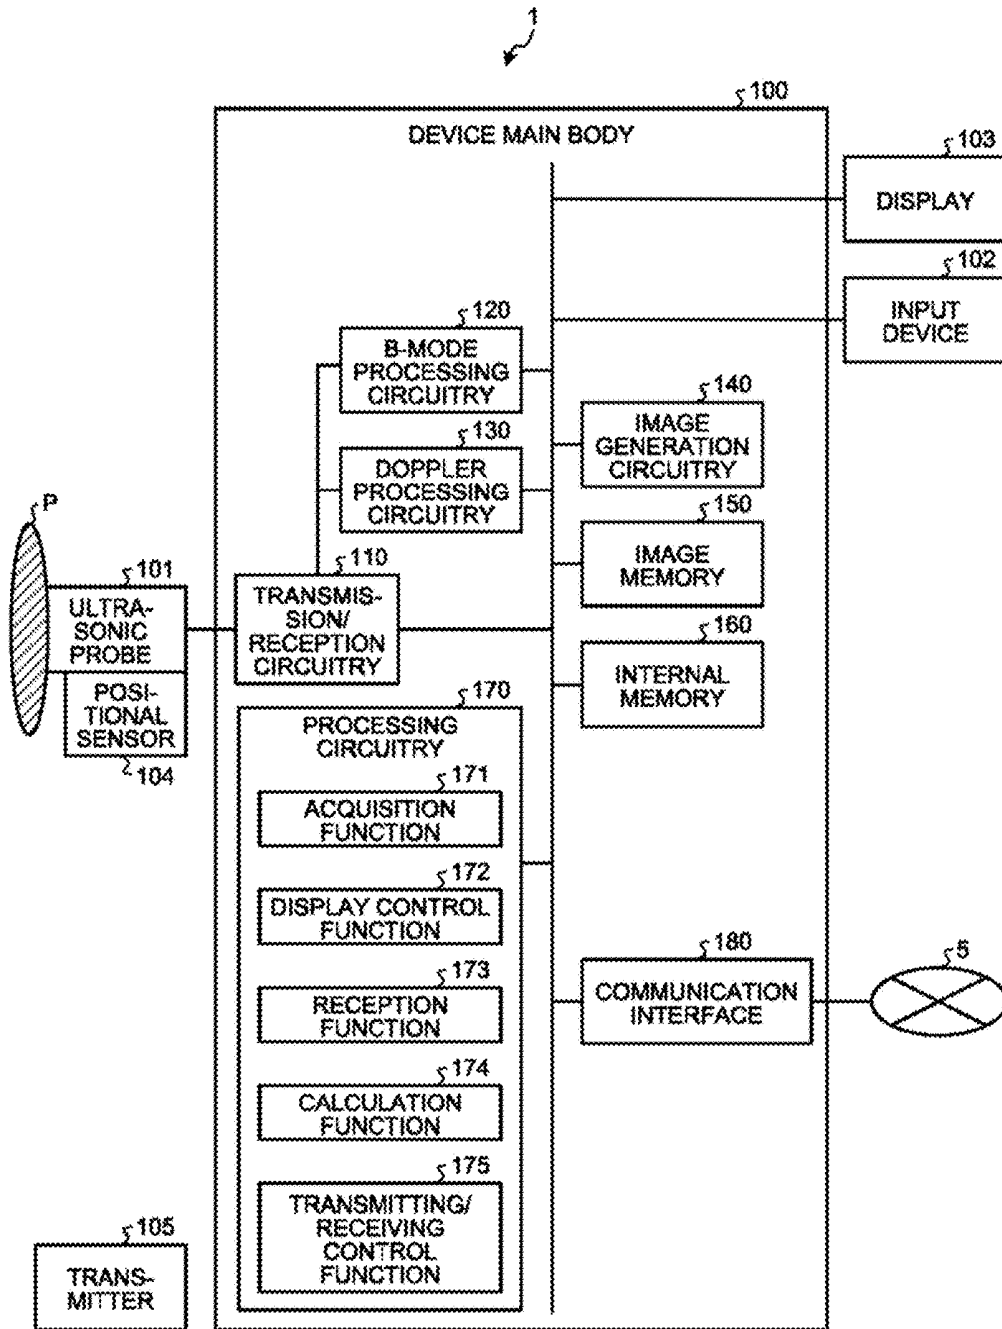 1
100
DEVICE MAIN BODY
103
DISPLAY
102
INPUT
DEVICE
120
B-MODE
PROCESSING
CIRCUITRY
140
IMAGE
GENERATION
CIRCUITRY
130
DOPPLER
PROCESSING
CIRCUITRY
P
150
IMAGE
MEMORY
101
ULTRA-
SONIC
PROBE
110
TRANSMIS-
SION/
RECEPTION
CIRCUITRY
160
INTERNAL
MEMORY
POSI-
TIONAL
SENSOR
104
170
PROCESSING
CIRCUITRY
171
ACQUISITION
FUNCTION
172
DISPLAY CONTROL
FUNCTION
173
RECEPTION
FUNCTION
180
COMMUNICATION
INTERFACE
5
174
CALCULATION
FUNCTION
175
TRANSMITTING/
RECEIVING
CONTROL
FUNCTION
105
TRANS-
MITTER